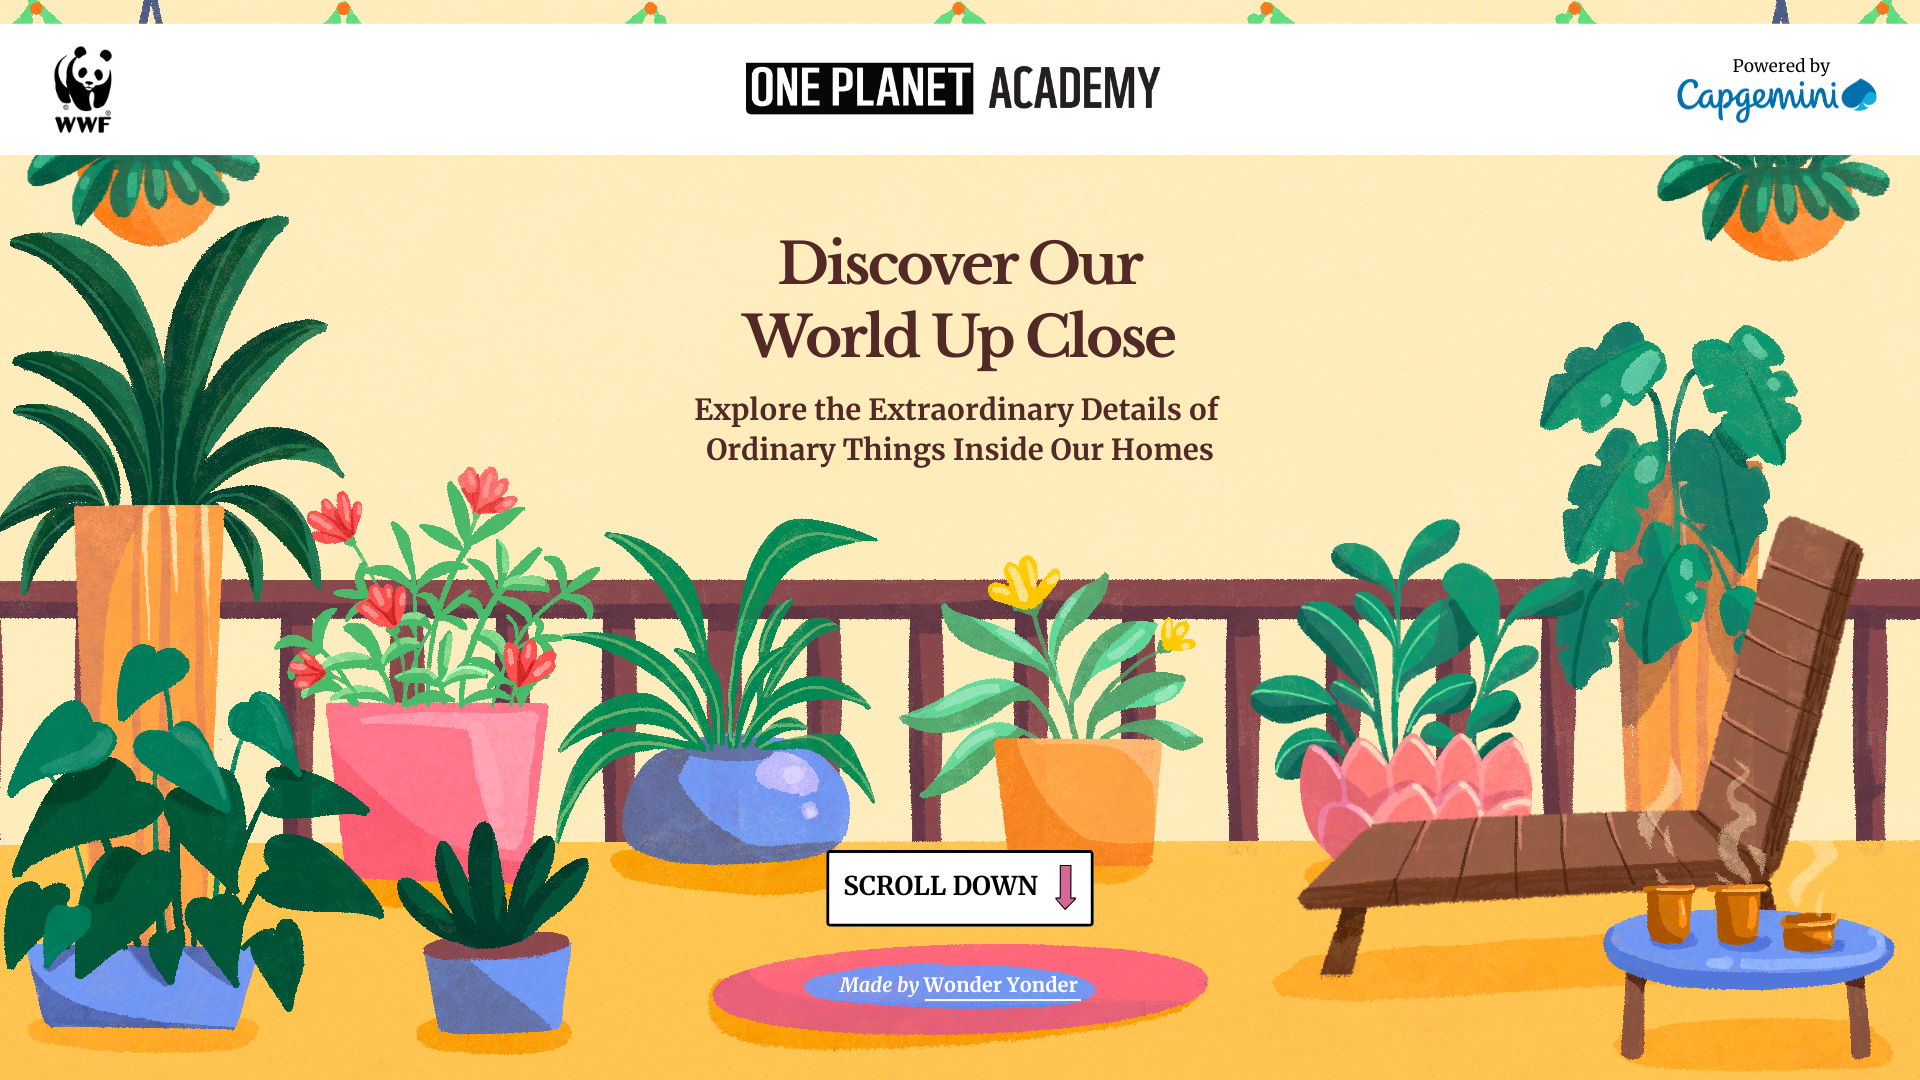 WWF
ONE PLANET ACADEMY
Powered by
Capgemini
Discover Our
World Up Close
Explore the Extraordinary Details of
Ordinary Things Inside Our Homes
SCROLL DOWN
Made by Wonder Yonder